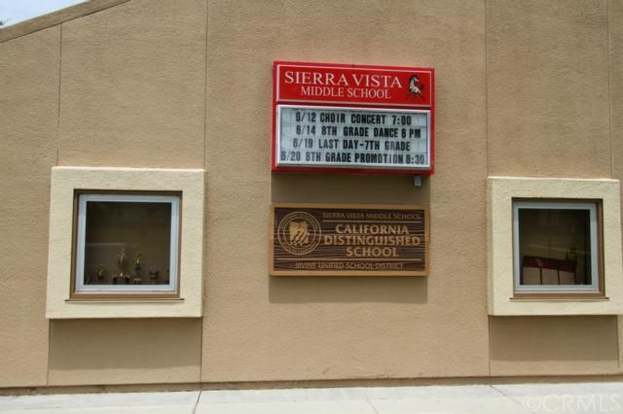 SIERRA VISTA
MIDDLE SCHOOL
6/12 CHOIR CONCERT 7:00
6/14 8TH GRADE DANCE 6 PM
6/19 LAST DAY-7TH GRADE
6/20 8TH GRADE PROMOTION 8:30
SIERRA VISTA MIDDLE SCHOOL
CALIFORNIA
DISTINGUISHED
SCHOOL
IRVINE UNIFIED SCHOOL DISTRICT
©CRMLS